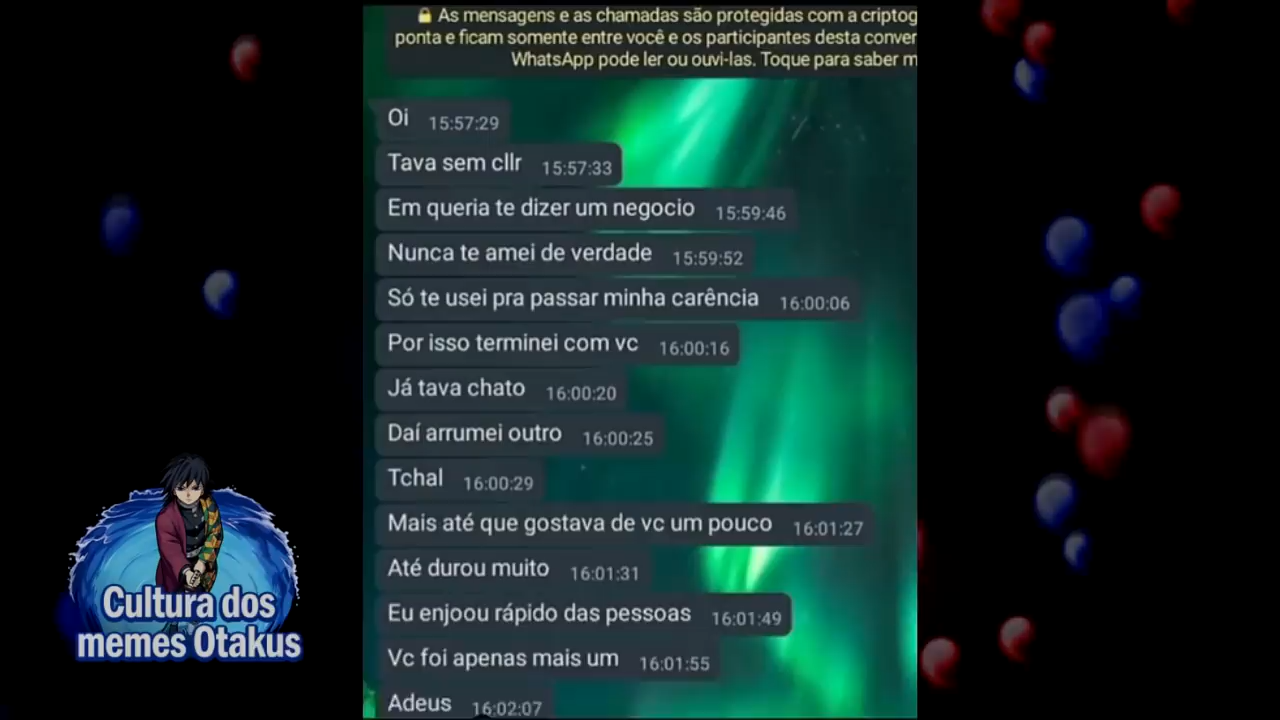 🔒 As mensagens e as chamadas são protegidas com a criptog
ponta e ficam somente entre você e os participantes desta conver
WhatsApp pode ler ou ouvi-las. Toque para saber m
Oi 15:57:29
Tava sem cllr 15:57:33
Em queria te dizer um negocio 15:59:46
Nunca te amei de verdade 15:59:52
Só te usei pra passar minha carência 16:00:06
Por isso terminei com vc 16:00:16
Já tava chato 16:00:20
Daí arrumei outro 16:00:25
Tchal 16:00:29
Mais até que gostava de vc um pouco 16:01:27
Até durou muito 16:01:31
Eu enjoou rápido das pessoas 16:01:49
Vc foi apenas mais um 16:01:55
Adeus 16:02:07
Cultura dos
memes Otakus